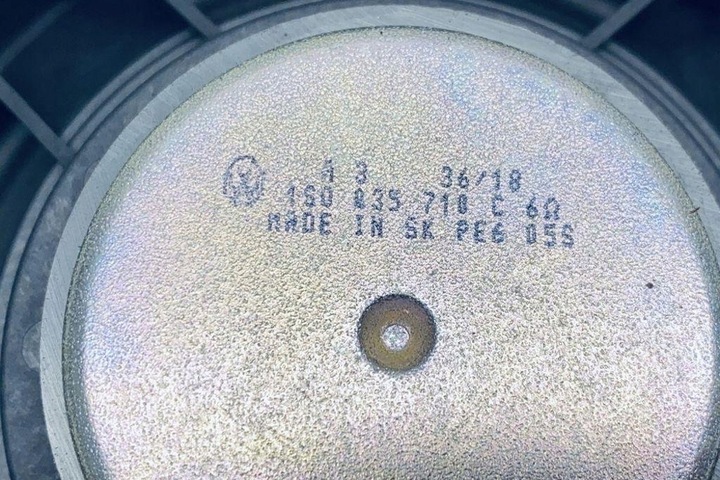 A 3 36/18
1S0 035 710 C 6Ω
MADE IN SK PE6 05S